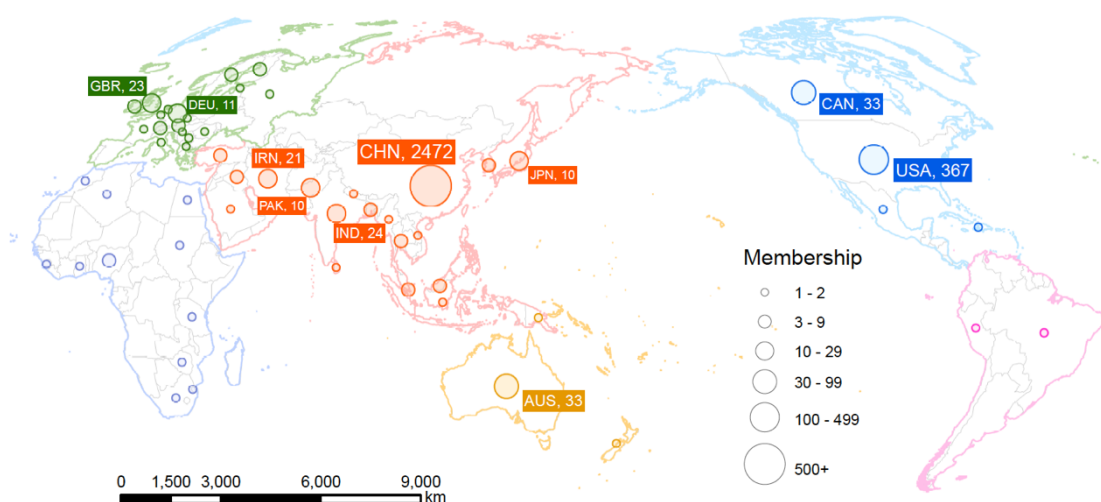 GBR, 23
DEU, 11
CAN, 33
IRN, 21
CHN, 2472
JPN, 10
USA, 367
PAK, 10
IND, 24
AUS, 33
Membership
1 - 2
3 - 9
10 - 29
30 - 99
100 - 499
500+
0 1,500 3,000 6,000 9,000
km